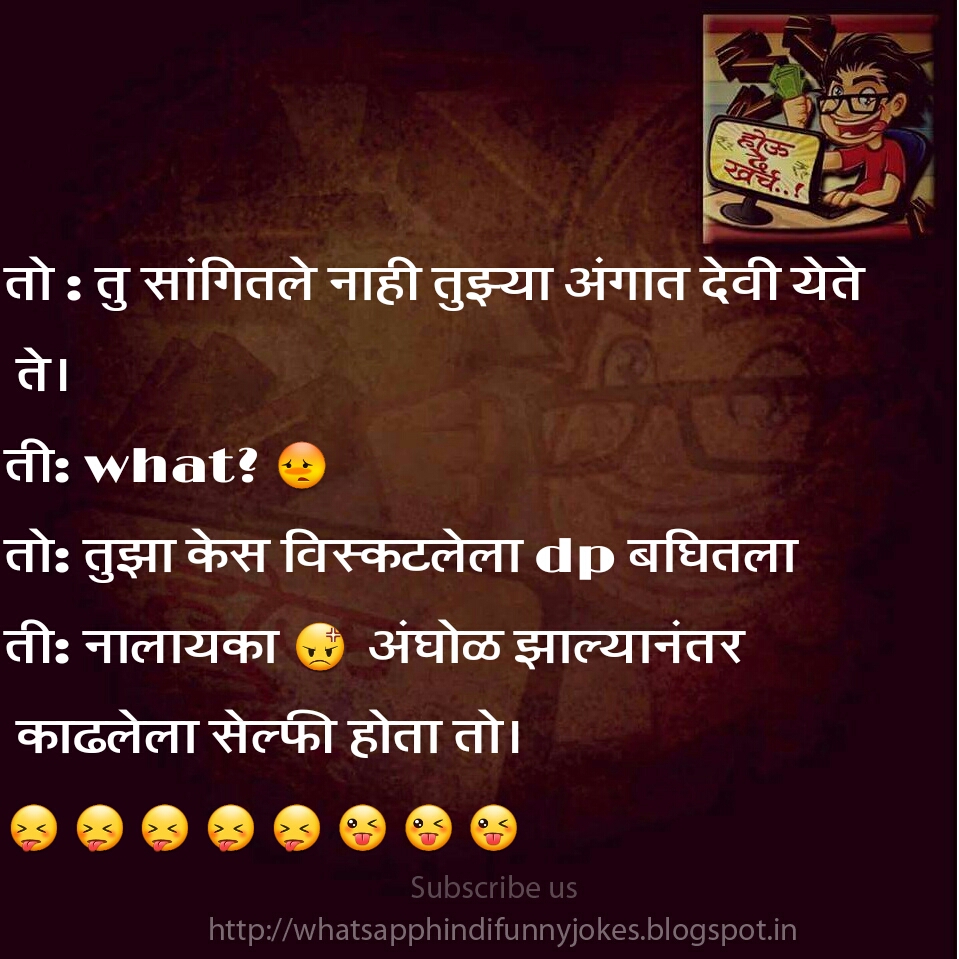 होऊ
दे
खर्च..!
तो : तु सांगितले नाही तुझ्या अंगात देवी येते
ते।
ती: what? 😳
तो: तुझा केस विस्कटलेला dp बघितला
ती: नालायका 😡 अंघोळ झाल्यानंतर
काढलेला सेल्फी होता तो।
😝 😝 😝 😝 😝 😜 😜 😜
Subscribe us
http://whatsapphindifunnyjokes.blogspot.in